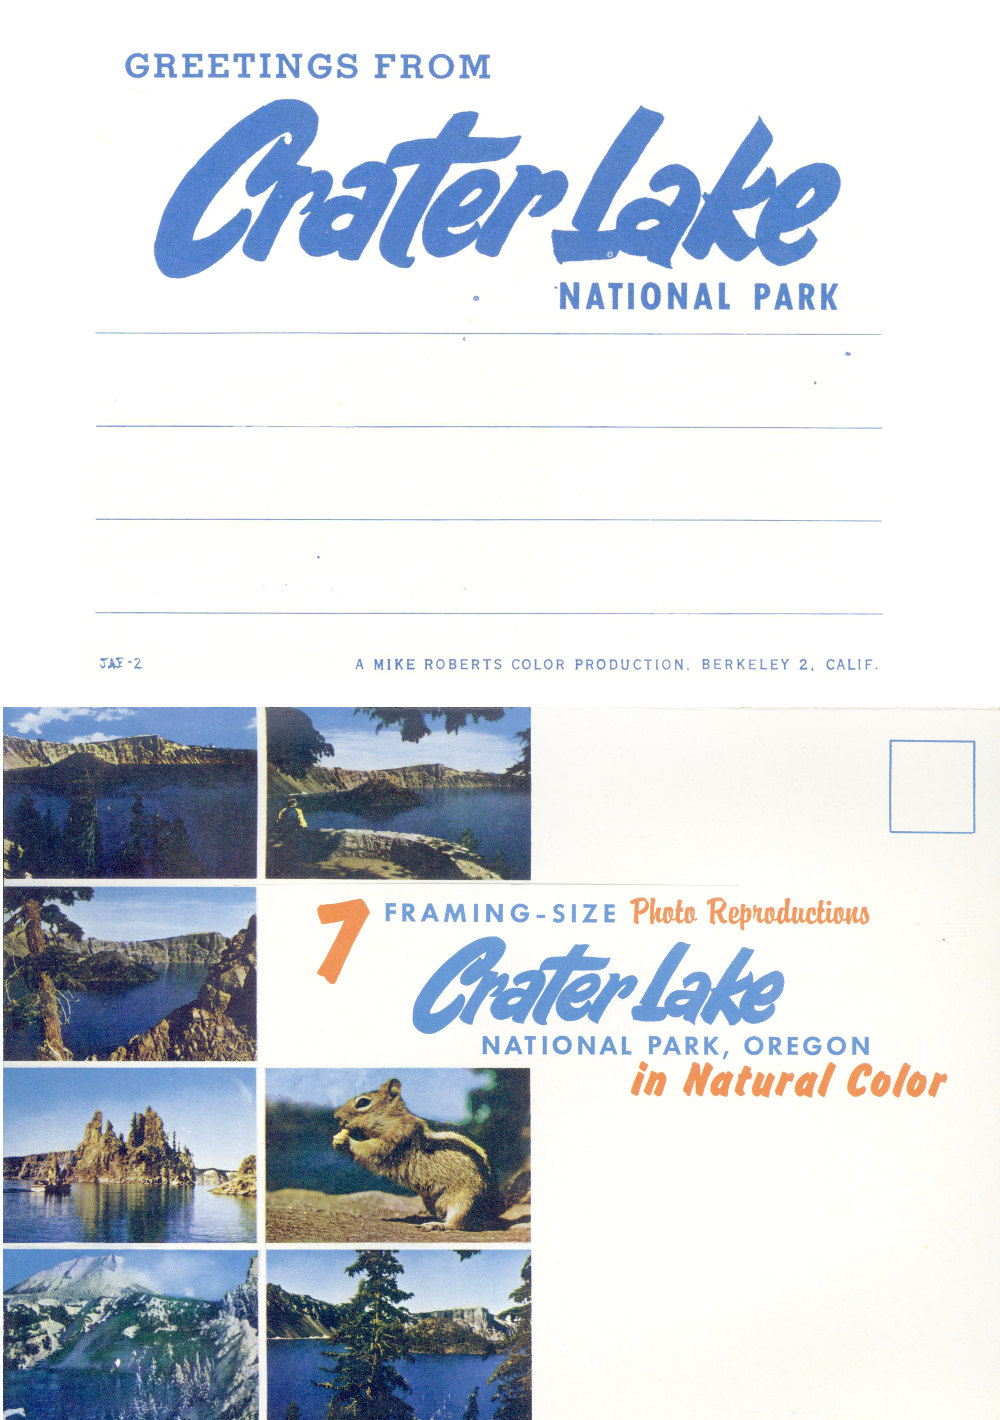 GREETINGS FROM
Crater Lake
NATIONAL PARK
JAF-2
A MIKE ROBERTS COLOR PRODUCTION. BERKELEY 2, CALIF.
7 FRAMING-SIZE Photo Reproductions
Crater Lake
NATIONAL PARK, OREGON
in Natural Color